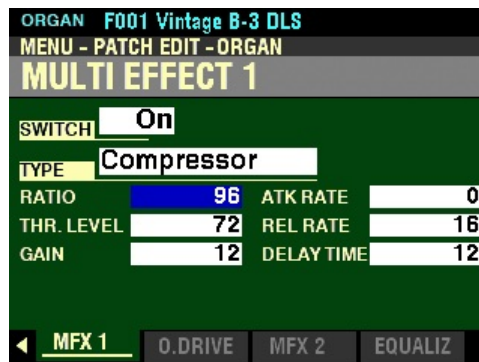 ORGAN F001 Vintage B-3 DLS
MENU - PATCH EDIT - ORGAN
MULTI EFFECT 1
SWITCH On
TYPE Compressor
RATIO 96 ATK RATE 0
THR. LEVEL 72 REL RATE 16
GAIN 12 DELAY TIME 12
MFX 1 O.DRIVE MFX 2 EQUALIZ